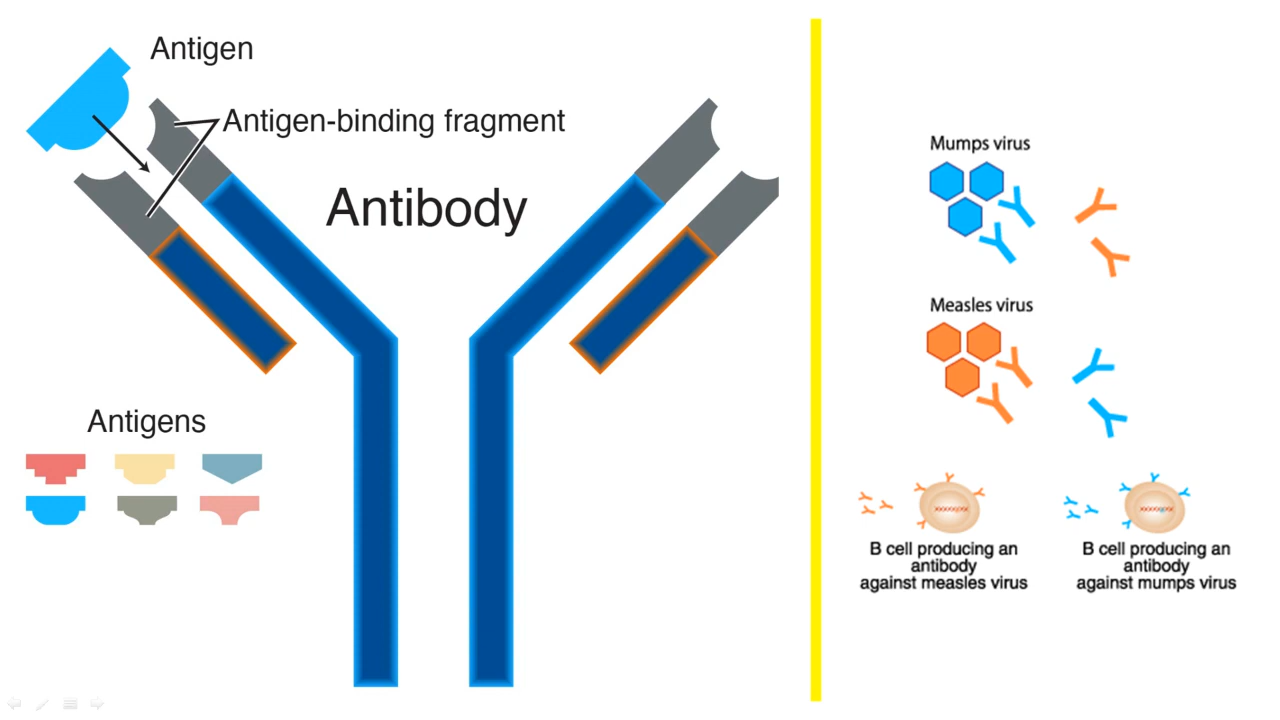 Antigen
Antigen-binding fragment
Antibody
Antigens
Mumps virus
Measles virus
B cell producing an
antibody
against measles virus
B cell producing an
antibody
against mumps virus